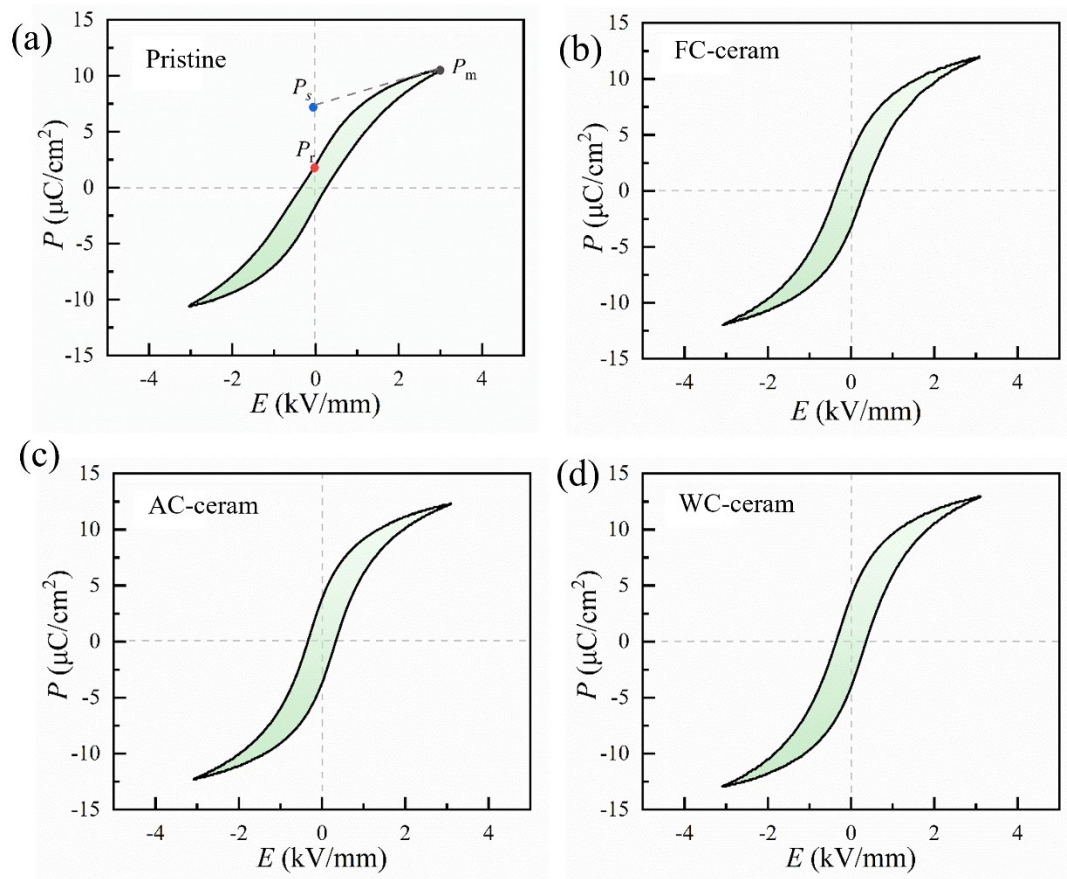 (a)
Pristine
P_s
P_r
P_m
15
10
5
0
-5
-10
-15
-4
-2
0
2
4
P (μC/cm²)
E (kV/mm)
(b)
FC-ceram
15
10
5
0
-5
-10
-15
-4
-2
0
2
4
P (μC/cm²)
E (kV/mm)
(c)
AC-ceram
15
10
5
0
-5
-10
-15
-4
-2
0
2
4
P (μC/cm²)
E (kV/mm)
(d)
WC-ceram
15
10
5
0
-5
-10
-15
-4
-2
0
2
4
P (μC/cm²)
E (kV/mm)